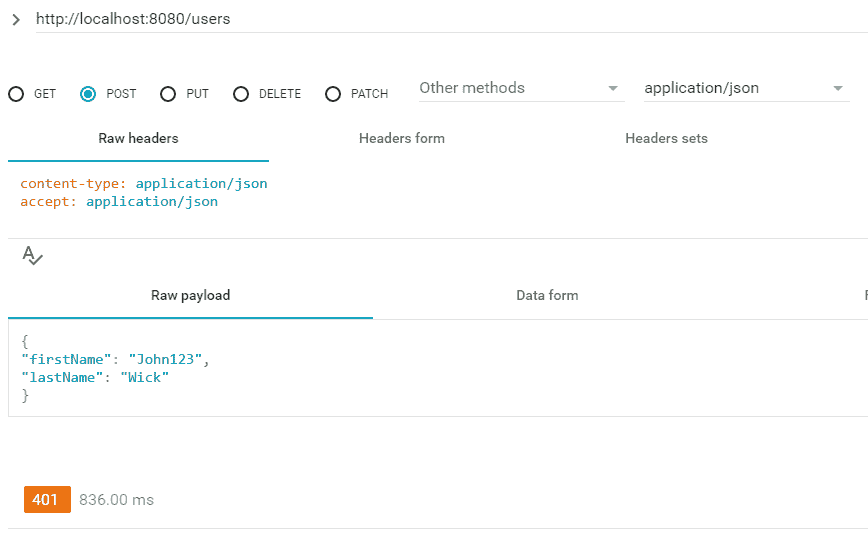 http://localhost:8080/users
GET POST PUT DELETE PATCH Other methods application/json
Raw headers Headers form Headers sets
content-type: application/json
accept: application/json
Raw payload Data form
{
"firstName": "John123",
"lastName": "Wick"
}
401 836.00 ms